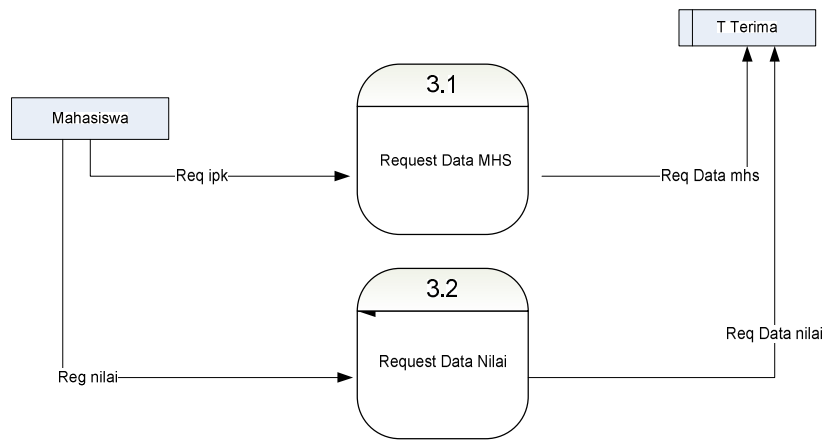 T Terima
3.1
Mahasiswa
Request Data MHS
Req ipk
Req Data mhs
3.2
Req Data nilai
Request Data Nilai
Reg nilai